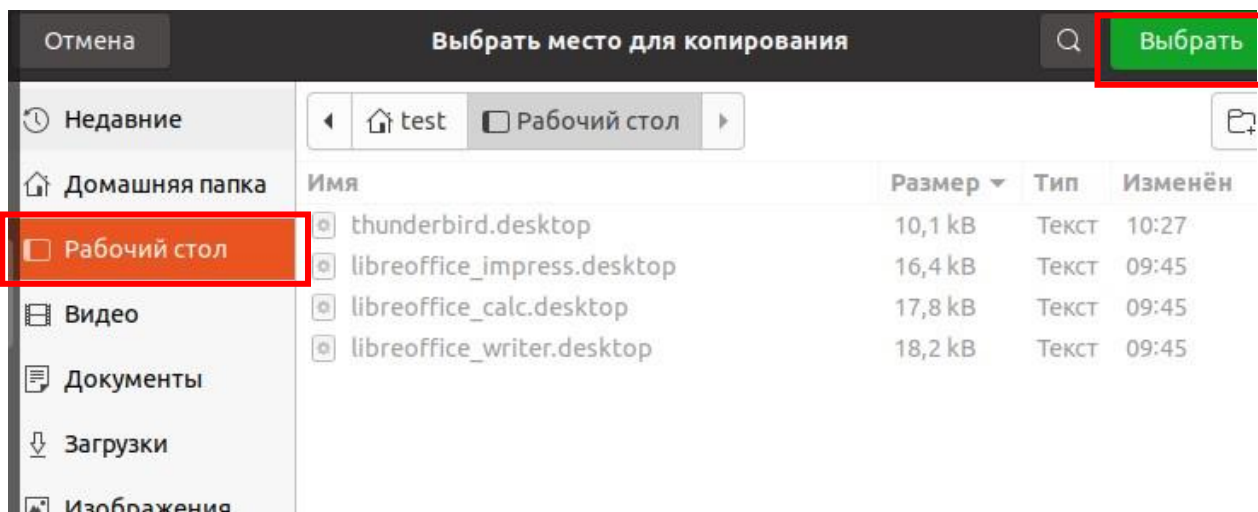 Отмена Выбрать место для копирования Выбрать
Недавние
test Рабочий стол
Домашняя папка
Имя Размер Тип Изменён
Рабочий стол
thunderbird.desktop 10,1 kB Текст 10:27
libreoffice_impress.desktop 16,4 kB Текст 09:45
Видео
libreoffice_calc.desktop 17,8 kB Текст 09:45
libreoffice_writer.desktop 18,2 kB Текст 09:45
Документы
Загрузки
Изображения